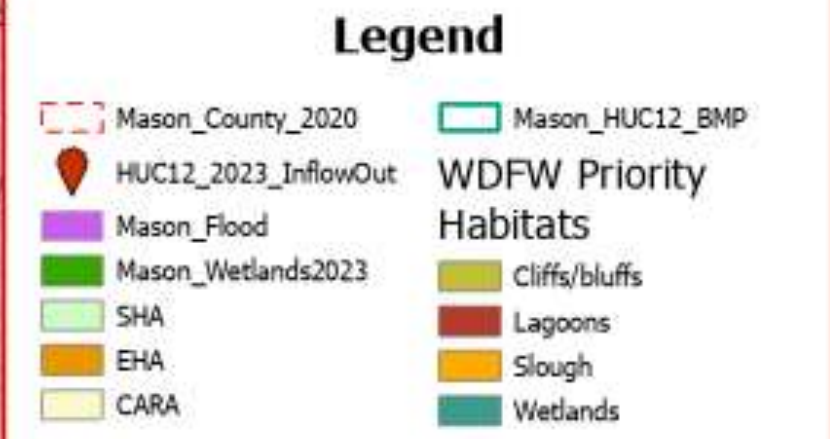 Legend
Mason_County_2020
HUC12_2023_InflowOut
Mason_Flood
Mason_Wetlands2023
SHA
EHA
CARA
Mason_HUC12_BMP
WDFW Priority
Habitats
Cliffs/bluffs
Lagoons
Slough
Wetlands